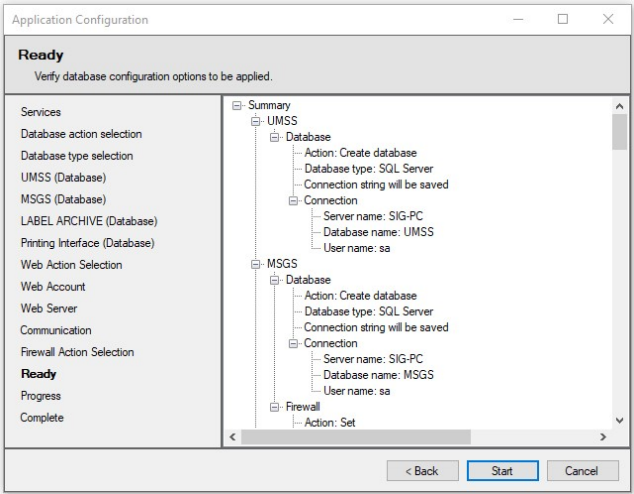 Application Configuration
Ready
Verify database configuration options to be applied.
Services
Database action selection
Database type selection
UMSS (Database)
MSGS (Database)
LABEL ARCHIVE (Database)
Printing Interface (Database)
Web Action Selection
Web Account
Web Server
Communication
Firewall Action Selection
Ready
Progress
Complete
Summary
UMSS
Database
Action: Create database
Database type: SQL Server
Connection string will be saved
Connection
Server name: SIG-PC
Database name: UMSS
User name: sa
MSGS
Database
Action: Create database
Database type: SQL Server
Connection string will be saved
Connection
Server name: SIG-PC
Database name: MSGS
User name: sa
Firewall
Action: Set
< Back
Start
Cancel